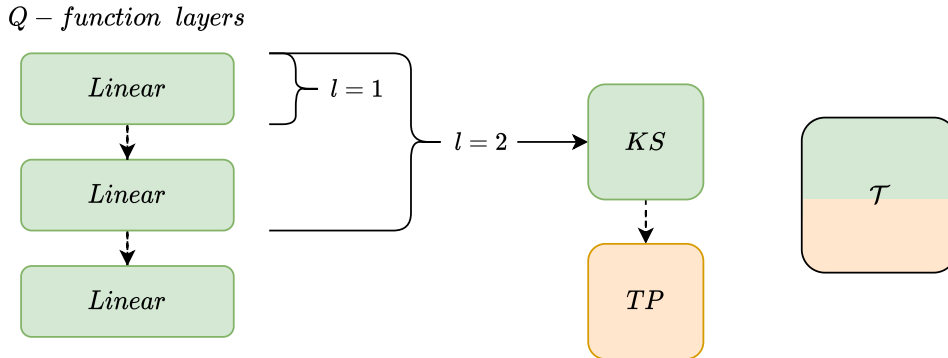 Q − function layers
Linear
l = 1
l = 2
KS
Linear
𝒯
Linear
TP